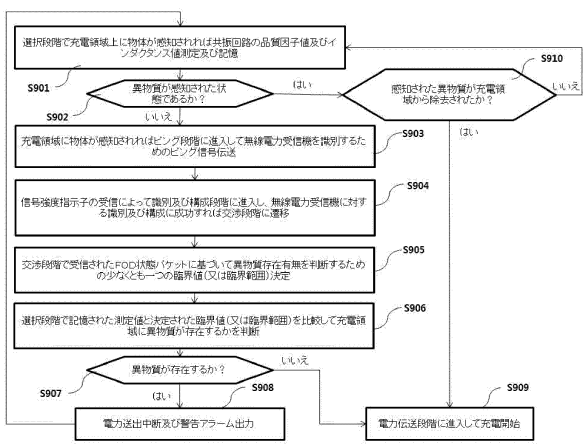 選択段階で充電領域上に物体が感知されれば共振回路の品質因子値及びイ
ンダクタンス値測定及び記憶
S901
異物質が感知された状
態であるか？
S902
はい
いいえ
感知された異物質が充電領
域から除去されたか？
S910
いいえ
はい
充電領域に物体が感知されればピング段階に進入して無線電力受信機を識別するた
めのピング信号伝送
S903
信号強度指示子の受信によって識別及び構成段階に進入し、無線電力受信機に対す
る識別及び構成に成功すれば交渉段階に遷移
S904
交渉段階で受信されたFOD状態パケットに基づいて異物質存在有無を判断するため
の少なくとも一つの臨界値（又は臨界範囲）決定
S905
選択段階で記憶された測定値と決定された臨界値（又は臨界範囲）を比較して充電領
域に異物質が存在するかを判断
S906
異物質が存在するか？
S907
いいえ
はい
S908
電力送出中断及び警告アラーム出力
S909
電力伝送段階に進入して充電開始